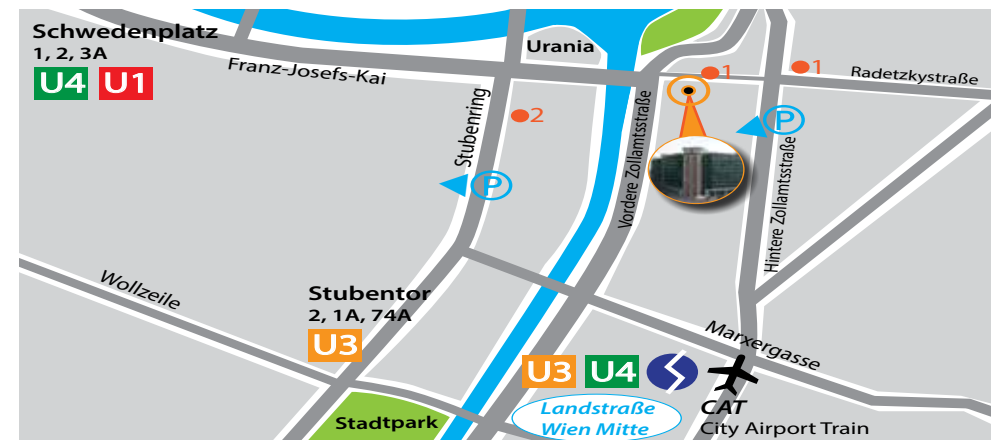 Schwedenplatz
1, 2, 3A
U4 U1
Franz-Josefs-Kai
Urania
1
1
Radetzkystraße
Stubenring
2
P
P
Vordere Zollamtsstraße
Hintere Zollamtsstraße
Wollzeile
Stubentor
2, 1A, 74A
U3
Marxergasse
U3 U4
Landstraße
Wien Mitte
CAT
City Airport Train
Stadtpark